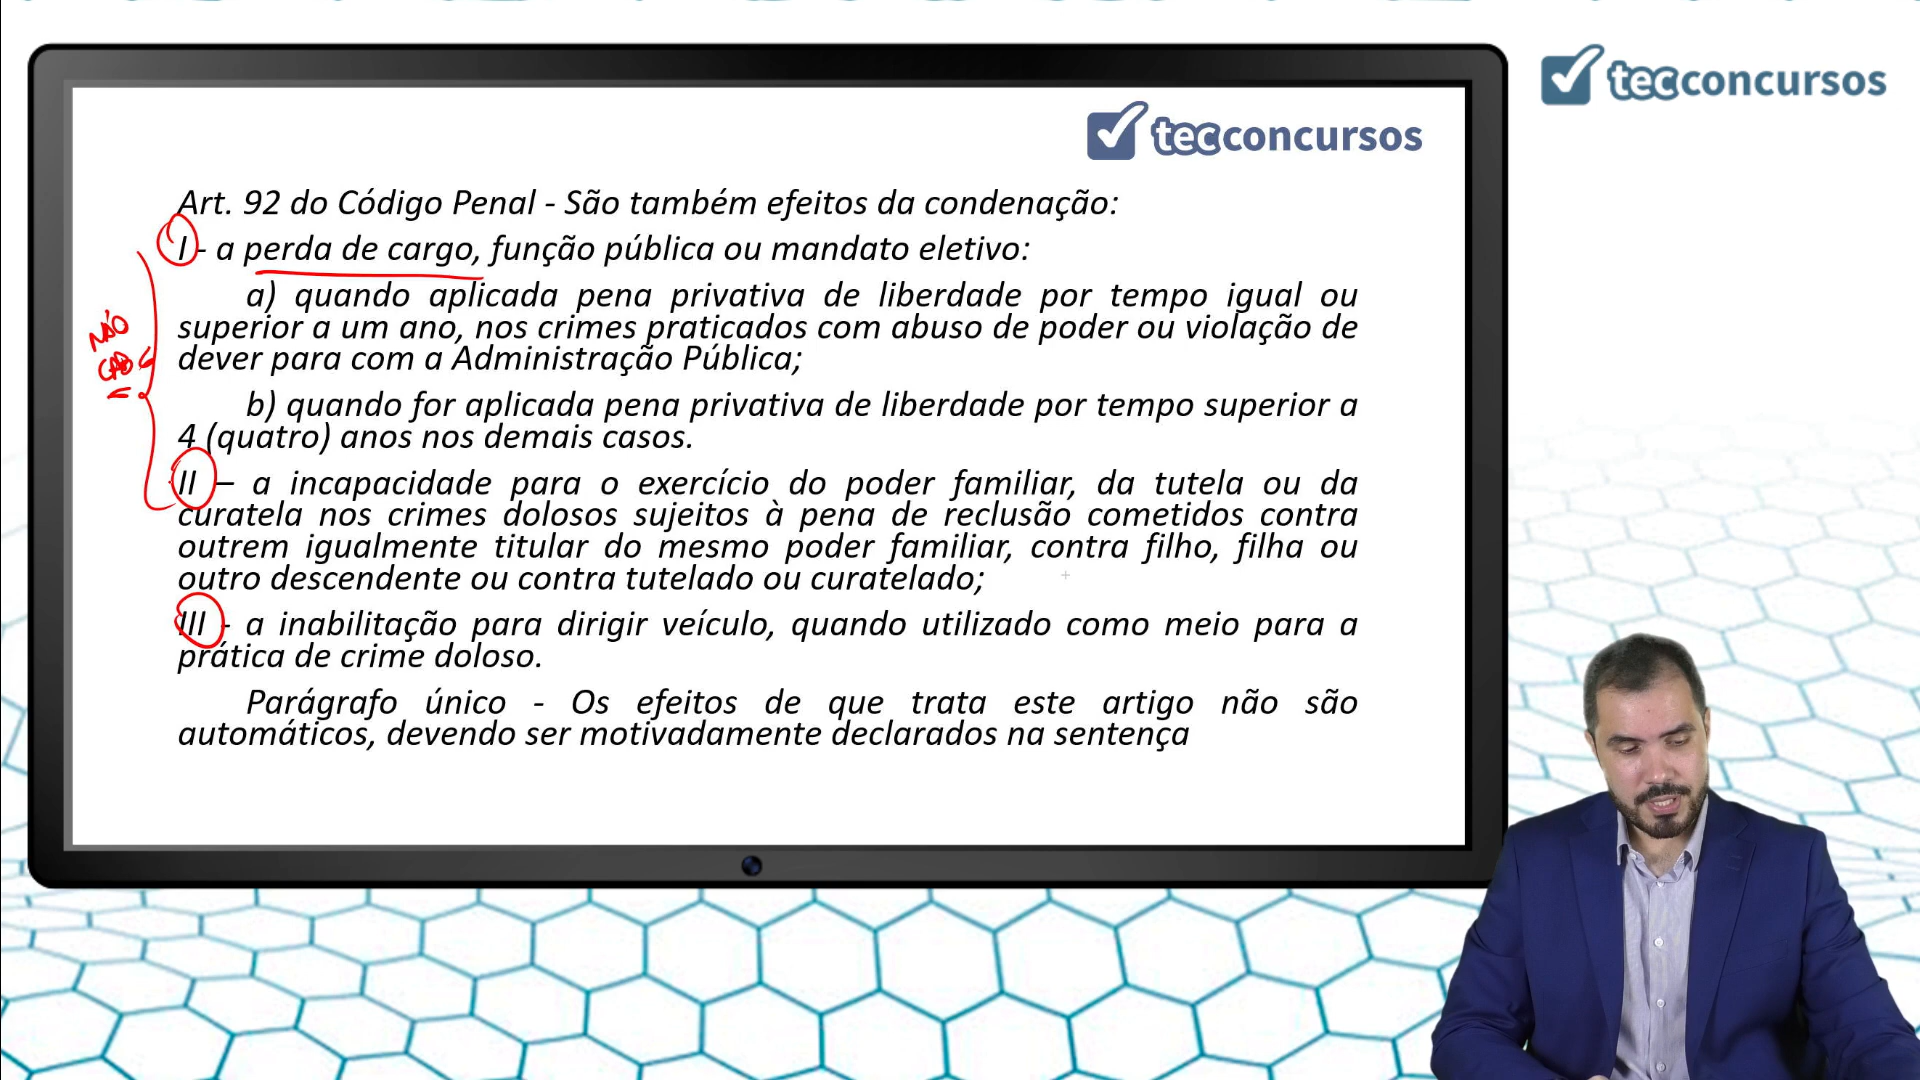 tecconcursos
tecconcursos
Art. 92 do Código Penal - São também efeitos da condenação:
I - a perda de cargo, função pública ou mandato eletivo:
a) quando aplicada pena privativa de liberdade por tempo igual ou
superior a um ano, nos crimes praticados com abuso de poder ou violação de
dever para com a Administração Pública;
b) quando for aplicada pena privativa de liberdade por tempo superior a
4 (quatro) anos nos demais casos.
II – a incapacidade para o exercício do poder familiar, da tutela ou da
curatela nos crimes dolosos sujeitos à pena de reclusão cometidos contra
outrem igualmente titular do mesmo poder familiar, contra filho, filha ou
outro descendente ou contra tutelado ou curatelado;
III - a inabilitação para dirigir veículo, quando utilizado como meio para a
prática de crime doloso.
Parágrafo único - Os efeitos de que trata este artigo não são
automáticos, devendo ser motivadamente declarados na sentença
NÃO